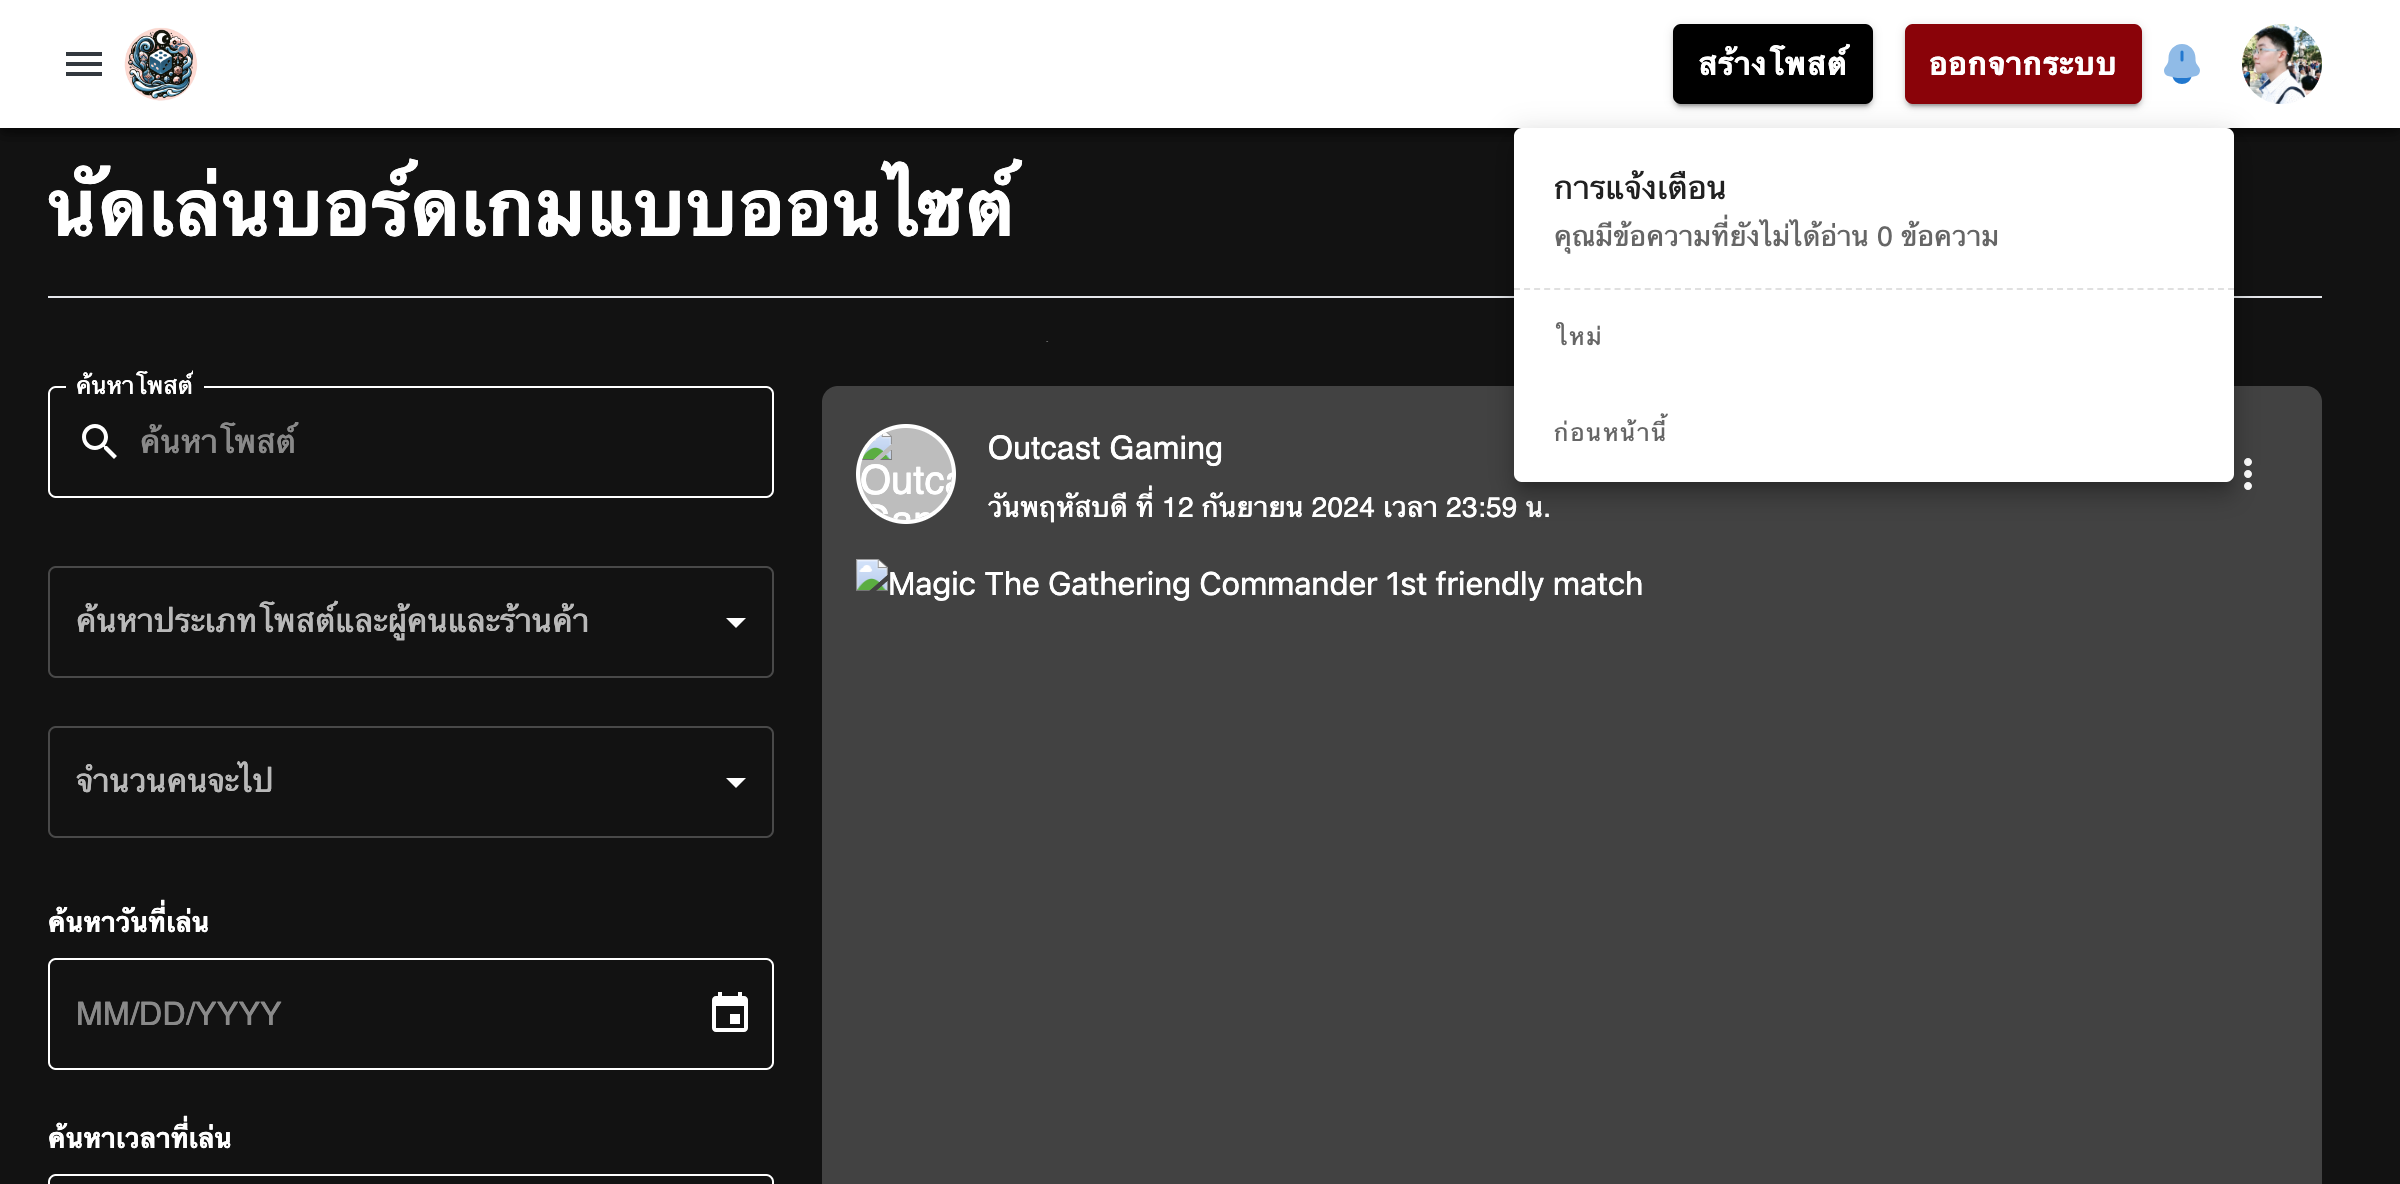 สร้างโพสต์
ออกจากระบบ
นัดเล่นบอร์ดเกมแบบออนไซต์
การแจ้งเตือน
คุณมีข้อความที่ยังไม่ได้อ่าน 0 ข้อความ
ใหม่
ก่อนหน้านี้
ค้นหาโพสต์
ค้นหาโพสต์
ค้นหาประเภทโพสต์และผู้คนและร้านค้า
จำนวนคนจะไป
ค้นหาวันที่เล่น
MM/DD/YYYY
ค้นหาเวลาที่เล่น
Outcast Gaming
วันพฤหัสบดี ที่ 12 กันยายน 2024 เวลา 23:59 น.
Magic The Gathering Commander 1st friendly match